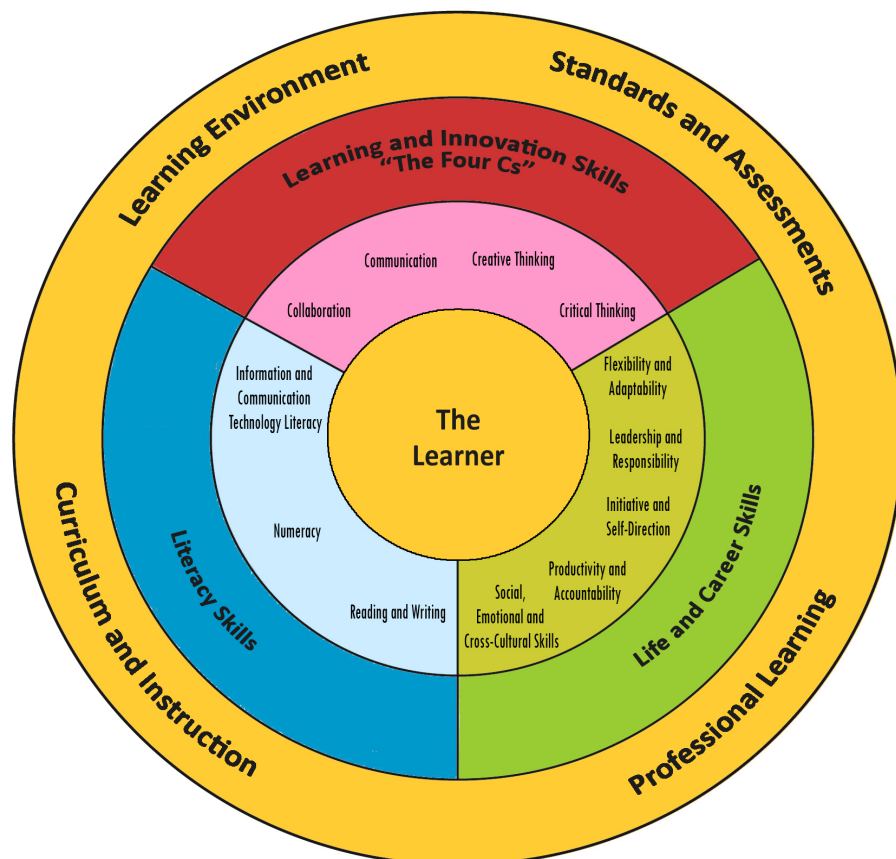 Learning Environment
Standards and Assessments
Learning and Innovation Skills
“The Four Cs”
Communication
Creative Thinking
Collaboration
Critical Thinking
Information and
Communication
Technology Literacy
Numeracy
Reading and Writing
Literacy Skills
The
Learner
Flexibility and
Adaptability
Leadership and
Responsibility
Initiative and
Self-Direction
Productivity and
Accountability
Social,
Emotional and
Cross-Cultural Skills
Life and Career Skills
Curriculum and Instruction
Professional Learning